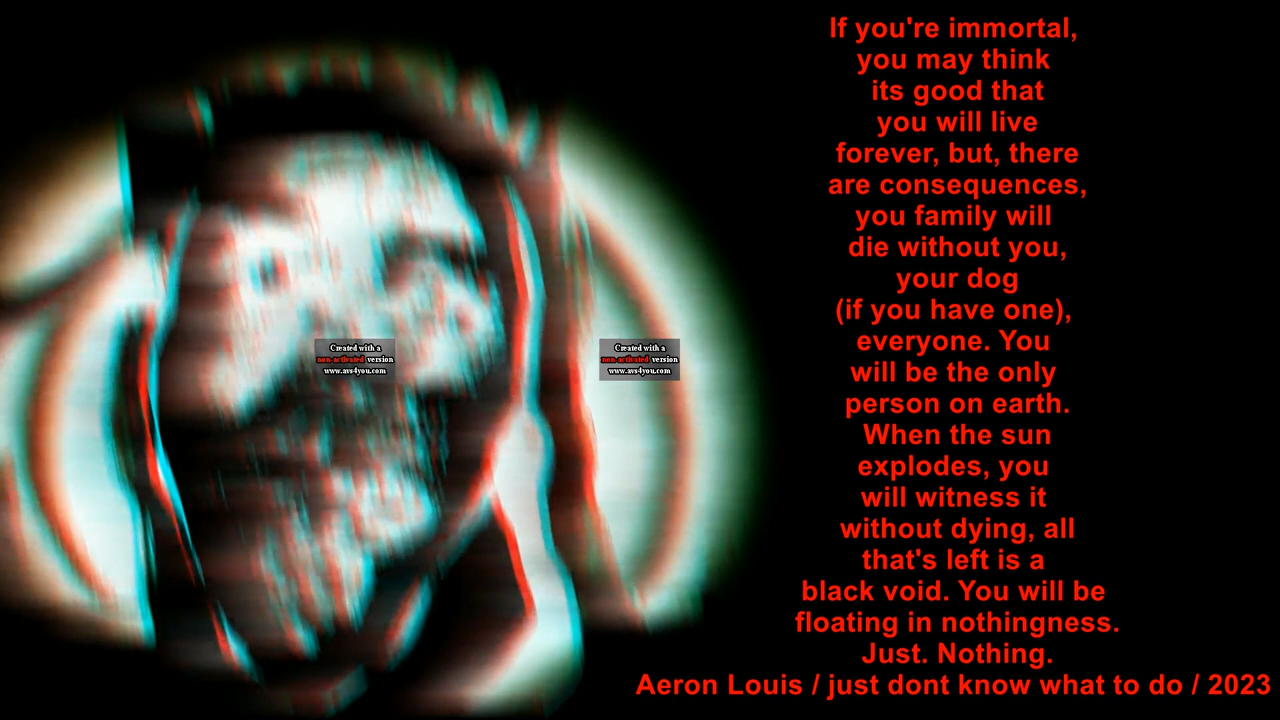 If you're immortal,
you may think
its good that
you will live
forever, but, there
are consequences,
you family will
die without you,
your dog
(if you have one),
everyone. You
will be the only
person on earth.
When the sun
explodes, you
will witness it
without dying, all
that's left is a
black void. You will be
floating in nothingness.
Just. Nothing.
Aeron Louis / just dont know what to do / 2023
Created with a
non-activated version
www.avs4you.com
Created with a
non-activated version
www.avs4you.com